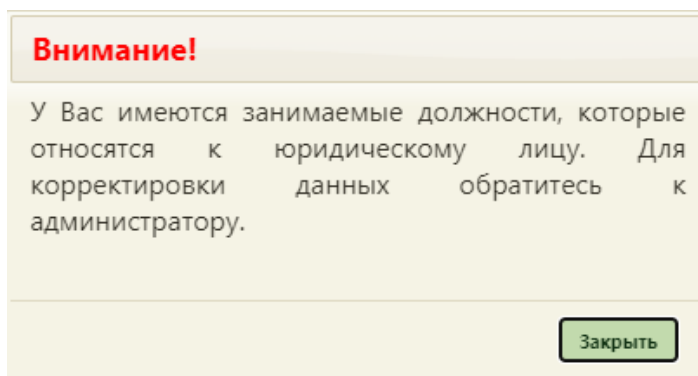 Внимание!
У Вас имеются занимаемые должности, которые
относятся к юридическому лицу. Для
корректировки данных обратитесь к
администратору.
Закрыть